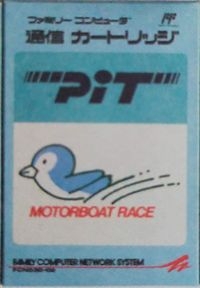 ファミリー コンピュータ
通信 カートリッジ
PiT
MOTORBOAT RACE
FAMILY COMPUTER NETWORK SYSTEM